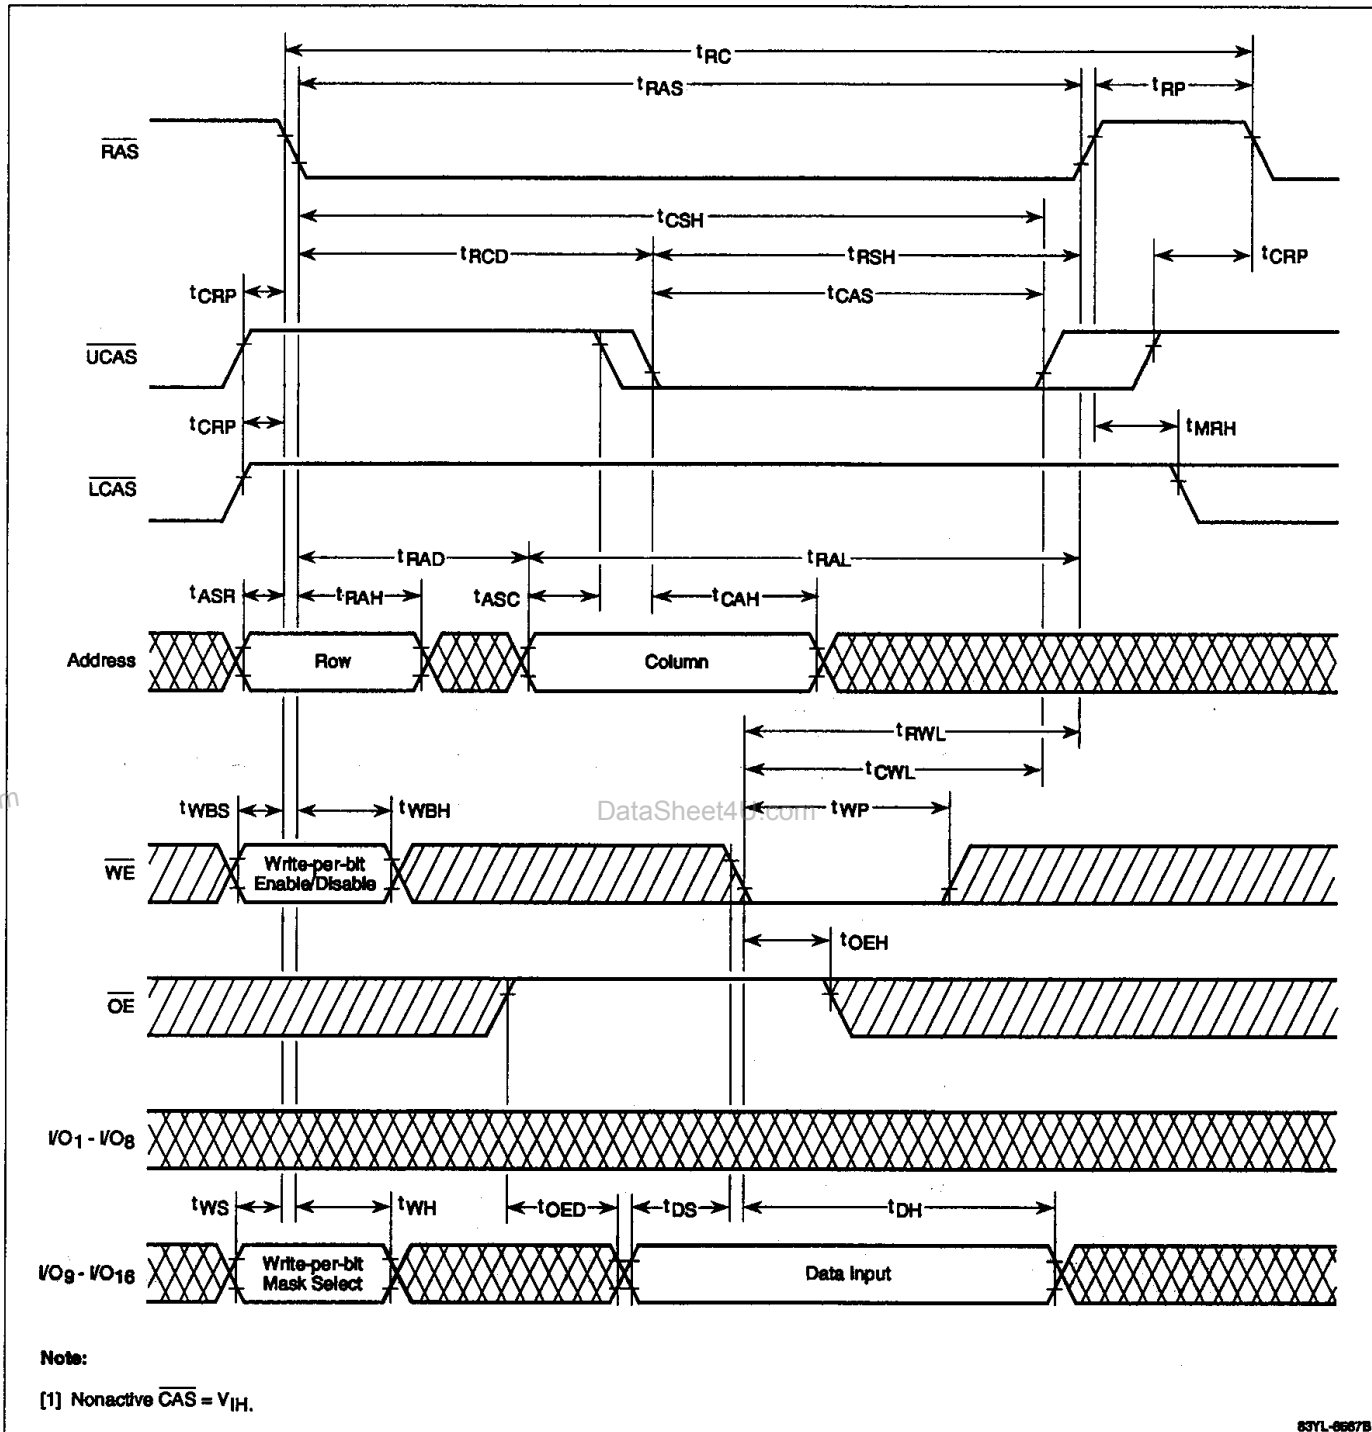 tRC
tRAS
tRP
RAS
tCSH
tRCD
tRSH
tCRP
tCRP
tCAS
UCAS
tCRP
tMRH
LCAS
tRAD
tRAL
tASR
tRAH
tASC
tCAH
Address
Row
Column
tRWL
tCWL
m
tWBS
tWBH
DataSheet4U.com
tWP
WE
Write-per-bit
Enable/Disable
tOEH
OE
I/O1 - I/O8
tWS
tWH
tOED
tDS
tDH
I/O9 - I/O16
Write-per-bit
Mask Select
Data Input
Note:
[1] Nonactive CAS = VIH.